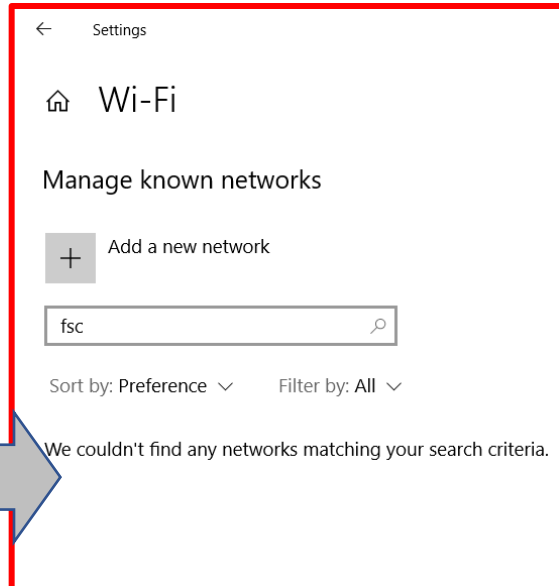 Settings
Wi-Fi
Manage known networks
Add a new network
fsc
Sort by: Preference Filter by: All
We couldn't find any networks matching your search criteria.